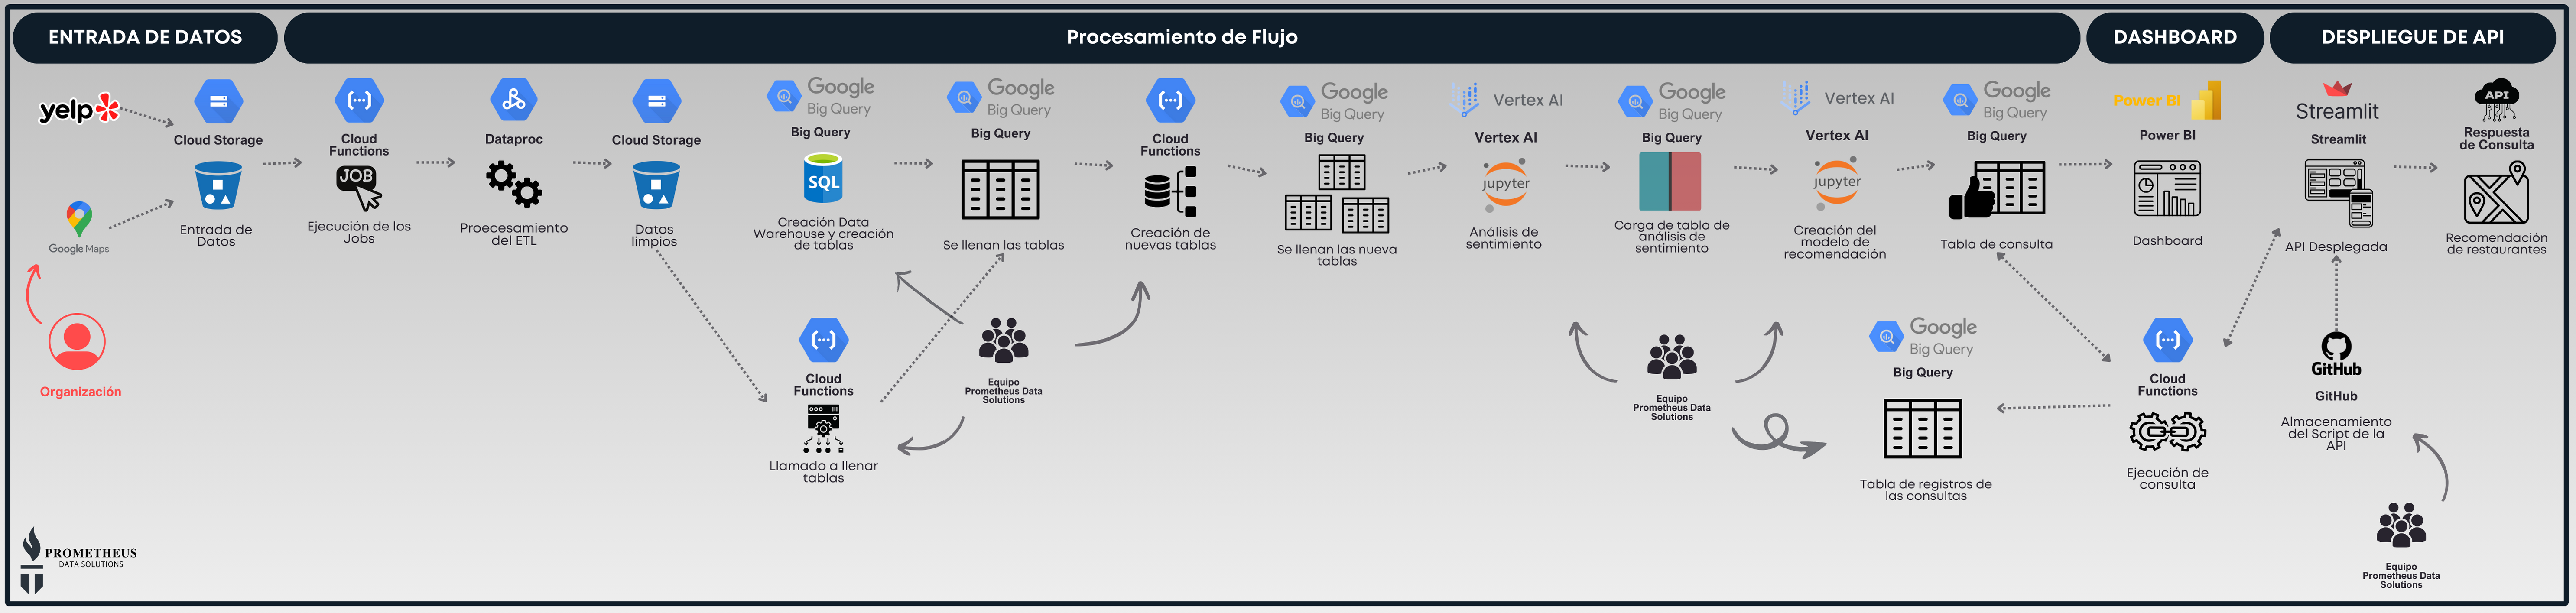 ENTRADA DE DATOS
Procesamiento de Flujo
DASHBOARD
DESPLIEGUE DE API
yelp
Google Maps
Organización
Cloud Storage
Entrada de
Datos
Cloud
Functions
JOB
Ejecución de los
Jobs
Dataproc
Proecesamiento
del ETL
Cloud Storage
Datos
limpios
Google
Big Query
Big Query
SQL
Creación Data
Warehouse y creación
de tablas
Google
Big Query
Big Query
Se llenan las tablas
Cloud
Functions
Creación de
nuevas tablas
Google
Big Query
Big Query
Se llenan las nueva
tablas
Vertex AI
Vertex AI
jupyter
Análisis de
sentimiento
Google
Big Query
Big Query
Carga de tabla de
análisis de
sentimiento
Vertex AI
Vertex AI
jupyter
Creación del
modelo de
recomendación
Google
Big Query
Big Query
Tabla de consulta
Power BI
Power BI
Dashboard
Streamlit
Streamlit
API Desplegada
API
Respuesta
de Consulta
Recomendación
de restaurantes
Cloud
Functions
Llamado a llenar
tablas
Equipo
Prometheus Data
Solutions
Equipo
Prometheus Data
Solutions
Google
Big Query
Big Query
Tabla de registros de
las consultas
Cloud
Functions
Ejecución de
consulta
GitHub
GitHub
Almacenamiento
del Script de la
API
Equipo
Prometheus Data
Solutions
PROMETHEUS
DATA SOLUTIONS